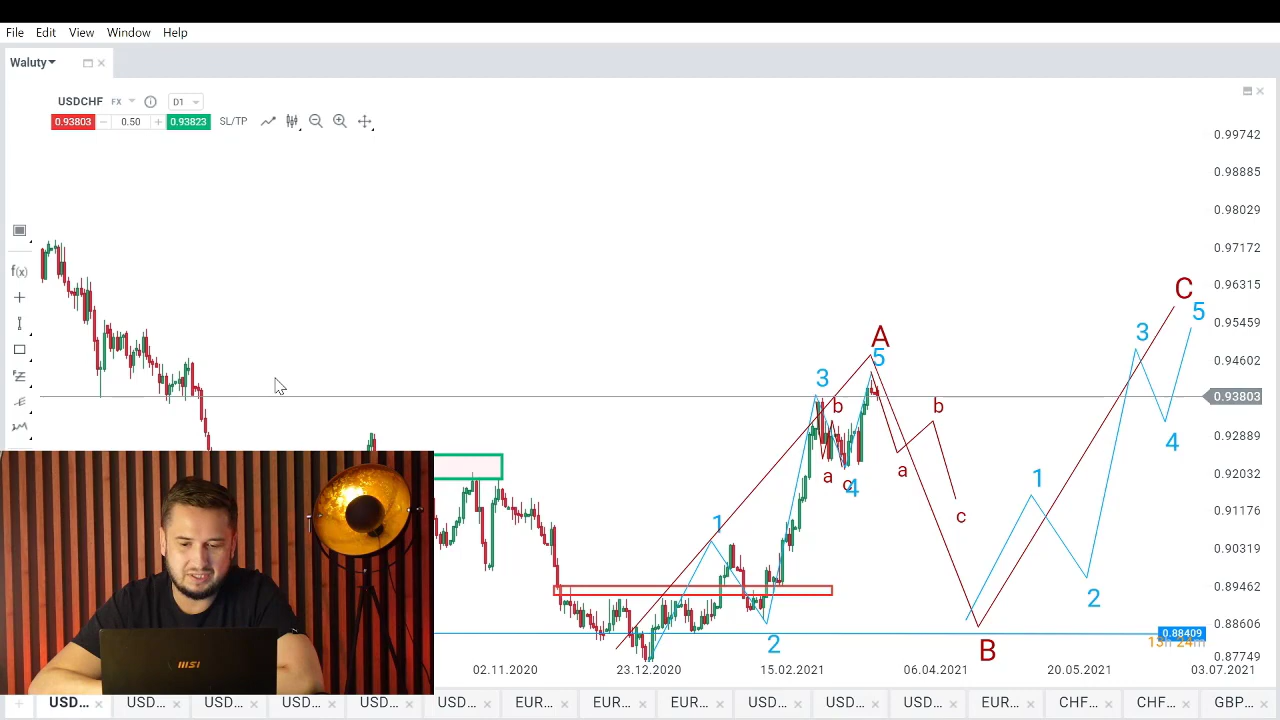 File Edit View Window Help
Waluty
USDCHF FX D1
0.93803 0.50 0.93823 SL/TP
0.99742
0.98885
0.98029
0.97172
f(x)
0.96315
C
5
0.95459
3
A
5
0.94602
3
0.93803
b
b
0.92889
4
a
a
0.92032
c
4
1
c
0.91176
1
0.90319
0.89462
2
0.88606
0.88409
2
B
13h 24m
0.87749
02.11.2020 23.12.2020 15.02.2021 06.04.2021 20.05.2021 03.07.2021
msi
USD... USD... USD... USD... USD... USD... EUR... EUR... EUR... USD... USD... USD... EUR... CHF... CHF... GBP...